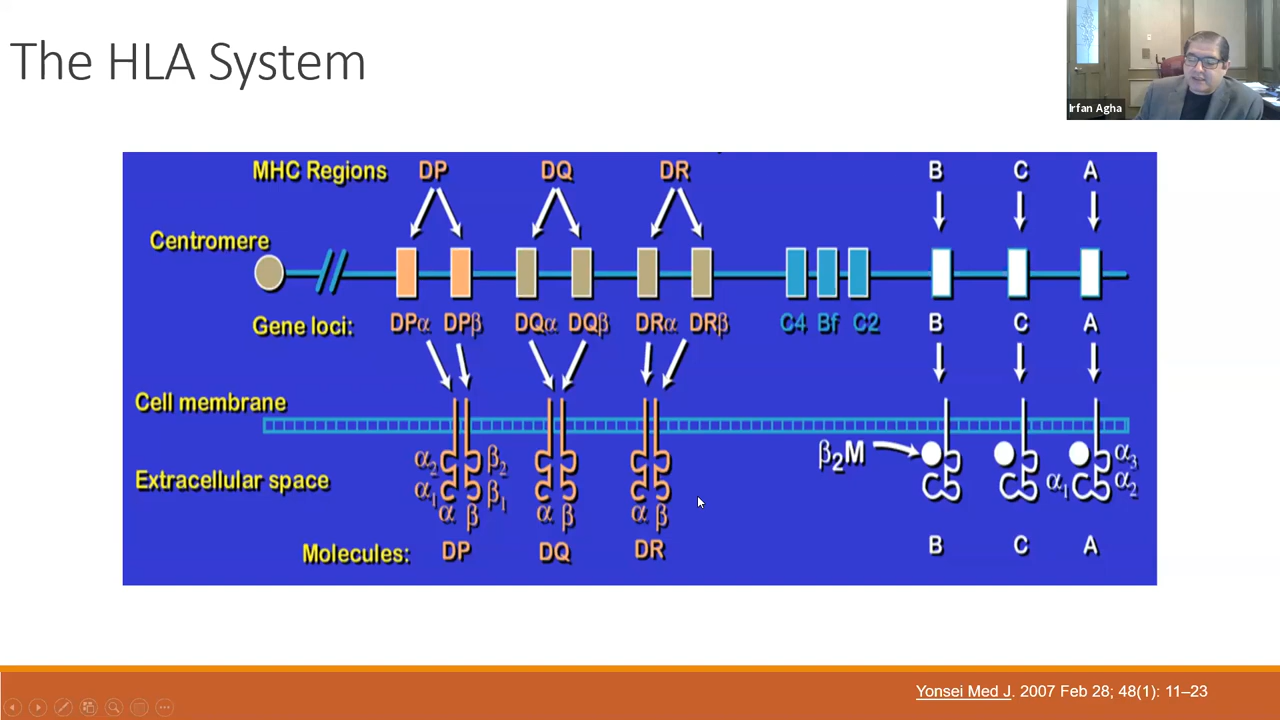 The HLA System
Irfan Agha
MHC Regions DP DQ DR B C A
Centromere
Gene loci: DPα DPβ DQα DQβ DRα DRβ C4 Bf C2 B C A
Cell membrane
β₂M
Extracellular space
α₂ β₂ α₃
α₁ β₁ α₁ α₂
α β α β α β
Molecules: DP DQ DR B C A
Yonsei Med J. 2007 Feb 28; 48(1): 11–23